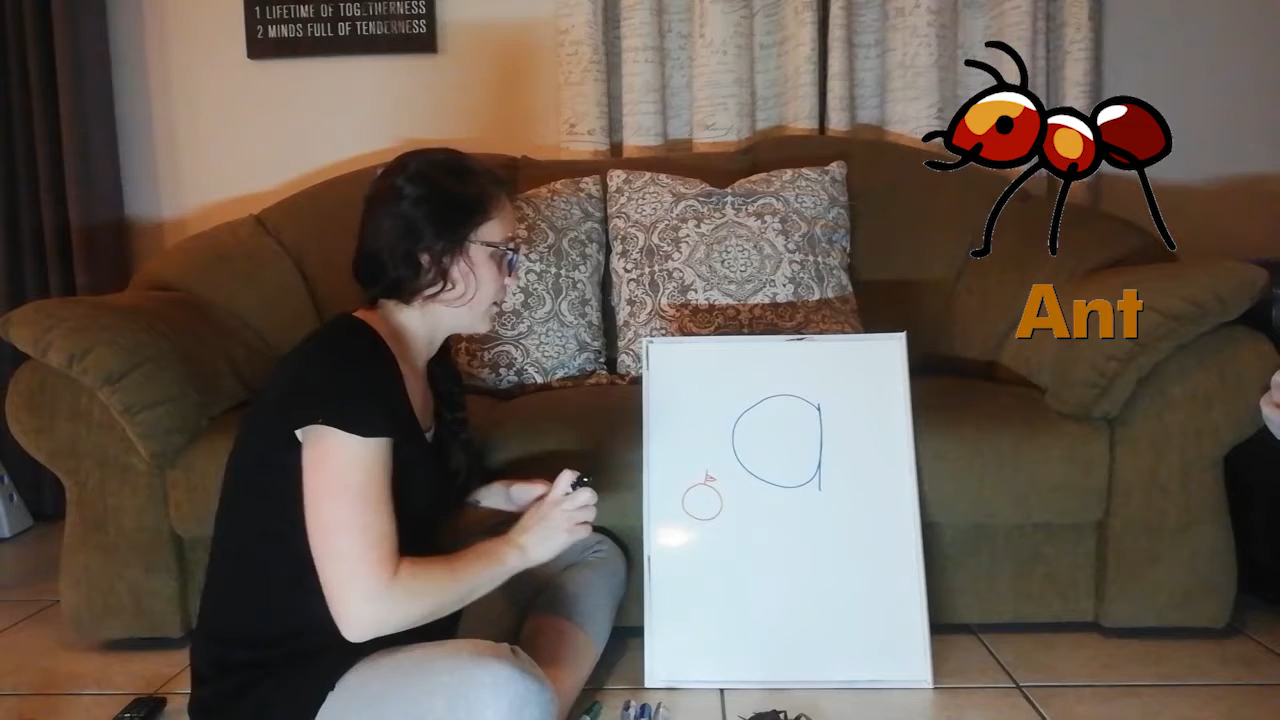 1 LIFETIME OF TOGETHERNESS
2 MINDS FULL OF TENDERNESS
Ant
a